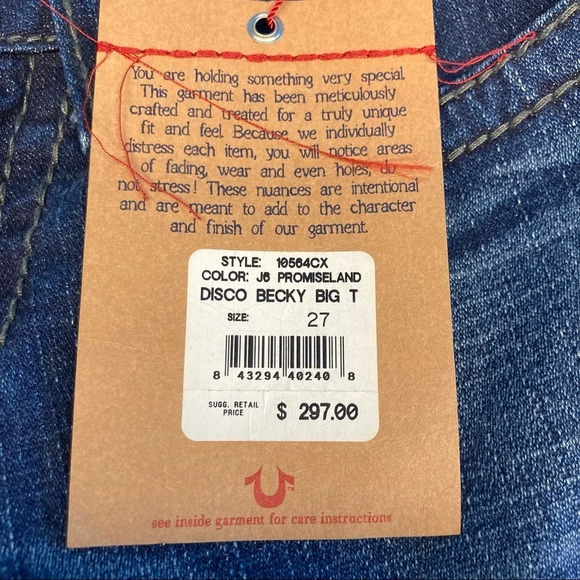 You are holding something very special.
This garment has been meticulously
crafted and treated for a truly unique
fit and feel. Because we individually
distress each item, you will notice areas
of fading, wear and even holes, do
not stress! These nuances are intentional
and are meant to add to the character
and finish of our garment.
STYLE: 10564CX
COLOR: J6 PROMISELAND
DISCO BECKY BIG T
SIZE: 27
8 43294 40240 8
SUGG. RETAIL
PRICE $ 297.00
TM
see inside garment for care instructions